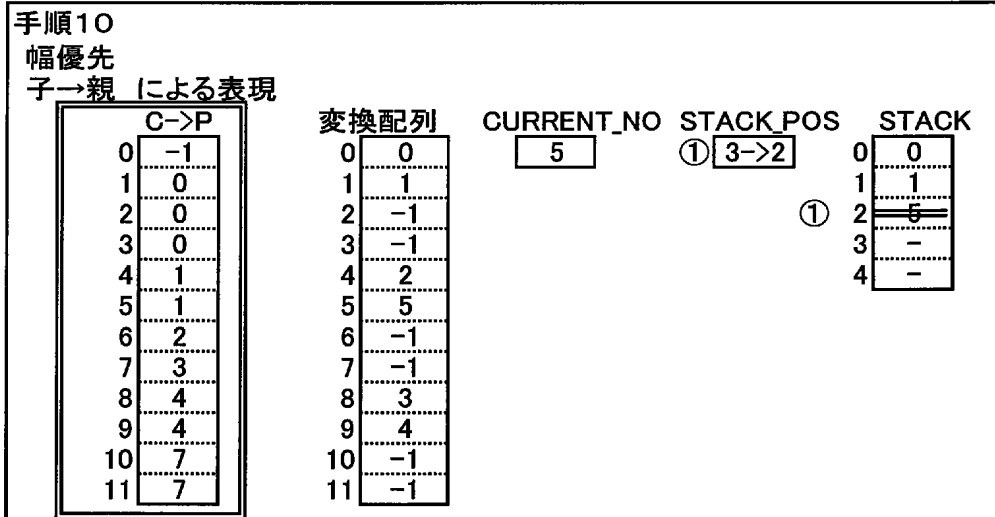 手順10
幅優先
子→親 による表現
C->P 変換配列 CURRENT_NO STACK_POS STACK
0 -1 0 0 5 ① 3->2 0 0
1 0 1 1 1 1
2 0 2 -1 ① 2 5
3 0 3 -1 3 -
4 1 4 2 4 -
5 1 5 5
6 2 6 -1
7 3 7 -1
8 4 8 3
9 4 9 4
10 7 10 -1
11 7 11 -1